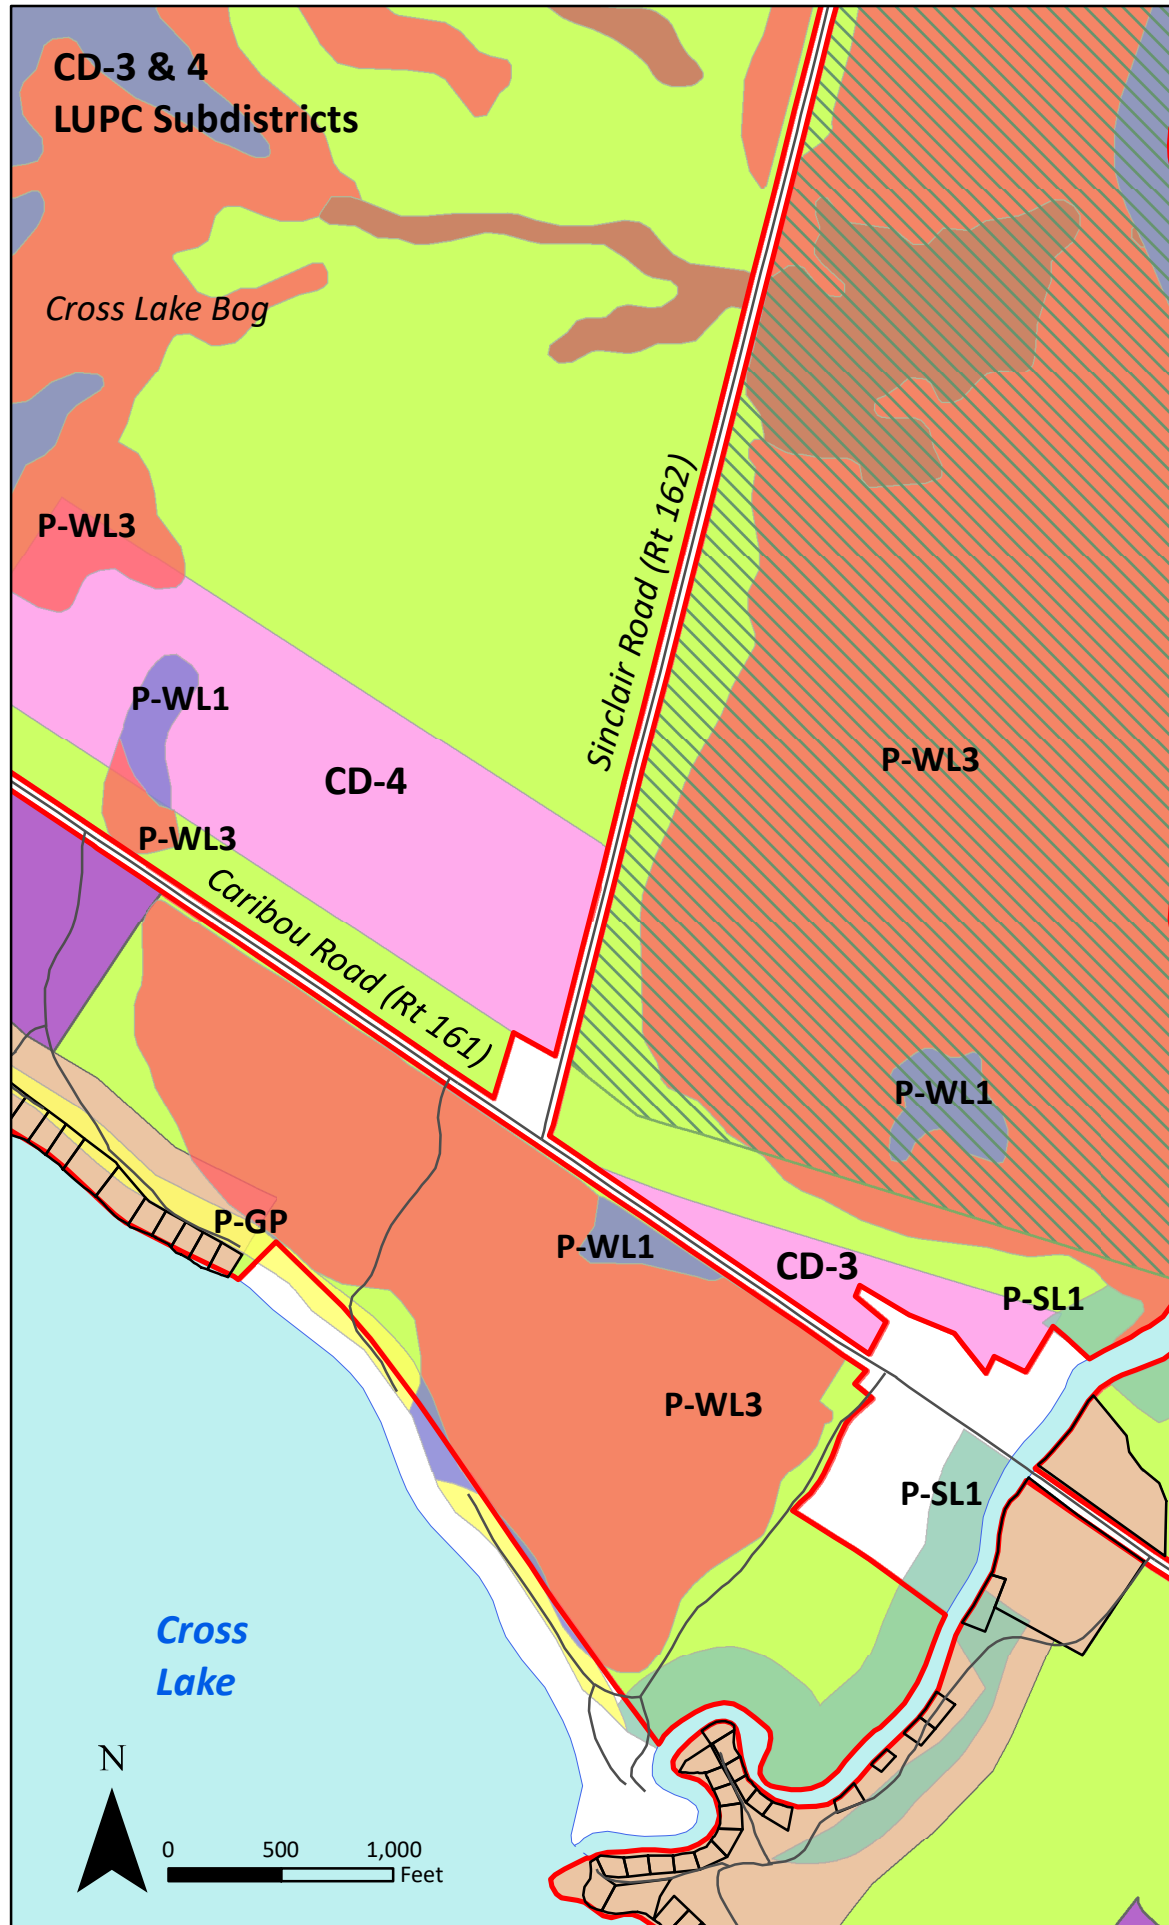 CD-3 & 4
LUPC Subdistricts
Cross Lake Bog
P-WL3
Sinclair Road (Rt 162)
P-WL1
CD-4
P-WL3
P-WL3
Caribou Road (Rt 161)
P-WL1
P-GP
P-WL1
CD-3
P-SL1
P-WL3
P-SL1
Cross
Lake
N
0 500 1,000
Feet